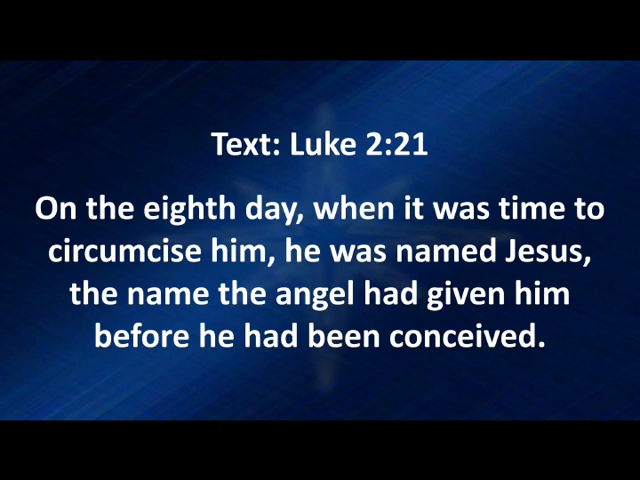 Text: Luke 2:21
On the eighth day, when it was time to
circumcise him, he was named Jesus,
the name the angel had given him
before he had been conceived.